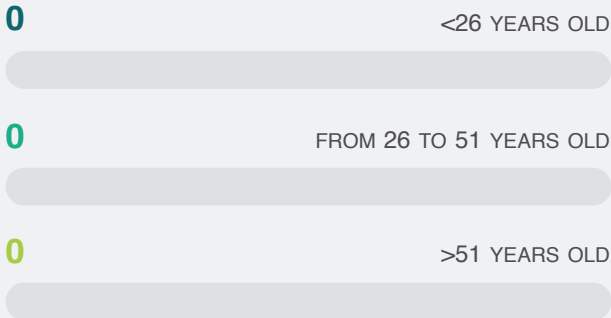 0 <26 YEARS OLD
0 FROM 26 TO 51 YEARS OLD
0 >51 YEARS OLD